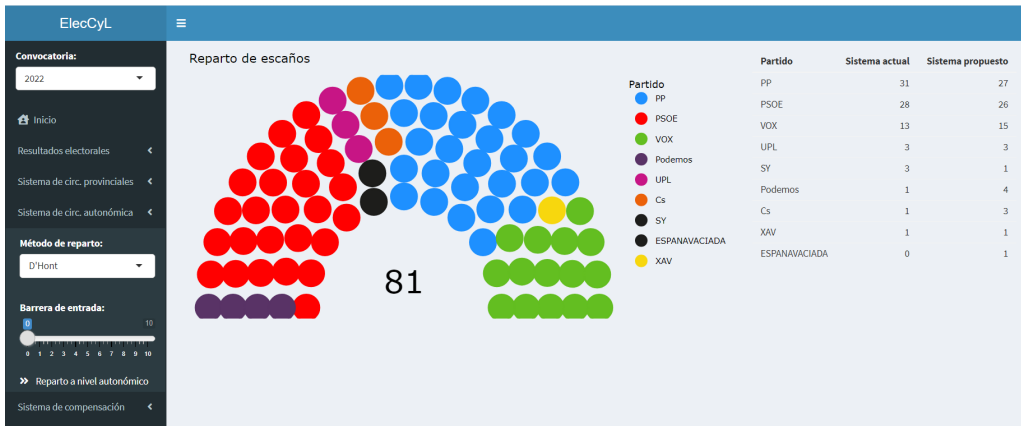 ElecCyL
Convocatoria:
2022
Inicio
Resultados electorales
Sistema de circ. provinciales
Sistema de circ. autonómica
Método de reparto:
D'Hont
Barrera de entrada:
0 10
0 1 2 3 4 5 6 7 8 9 10
Reparto a nivel autonómico
Sistema de compensación
Reparto de escaños
81
Partido
PP
PSOE
VOX
Podemos
UPL
Cs
SY
ESPANAVACIADA
XAV
Partido Sistema actual Sistema propuesto
PP 31 27
PSOE 28 26
VOX 13 15
UPL 3 3
SY 3 1
Podemos 1 4
Cs 1 3
XAV 1 1
ESPANAVACIADA 0 1